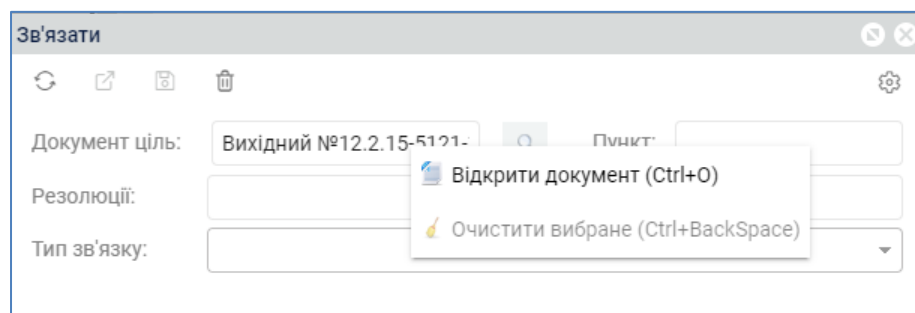 Зв'язати
Документ ціль: Вихідний №12.2.15-5121- Пункт:
Відкрити документ (Ctrl+O)
Резолюції:
Очистити вибране (Ctrl+BackSpace)
Тип зв'язку: